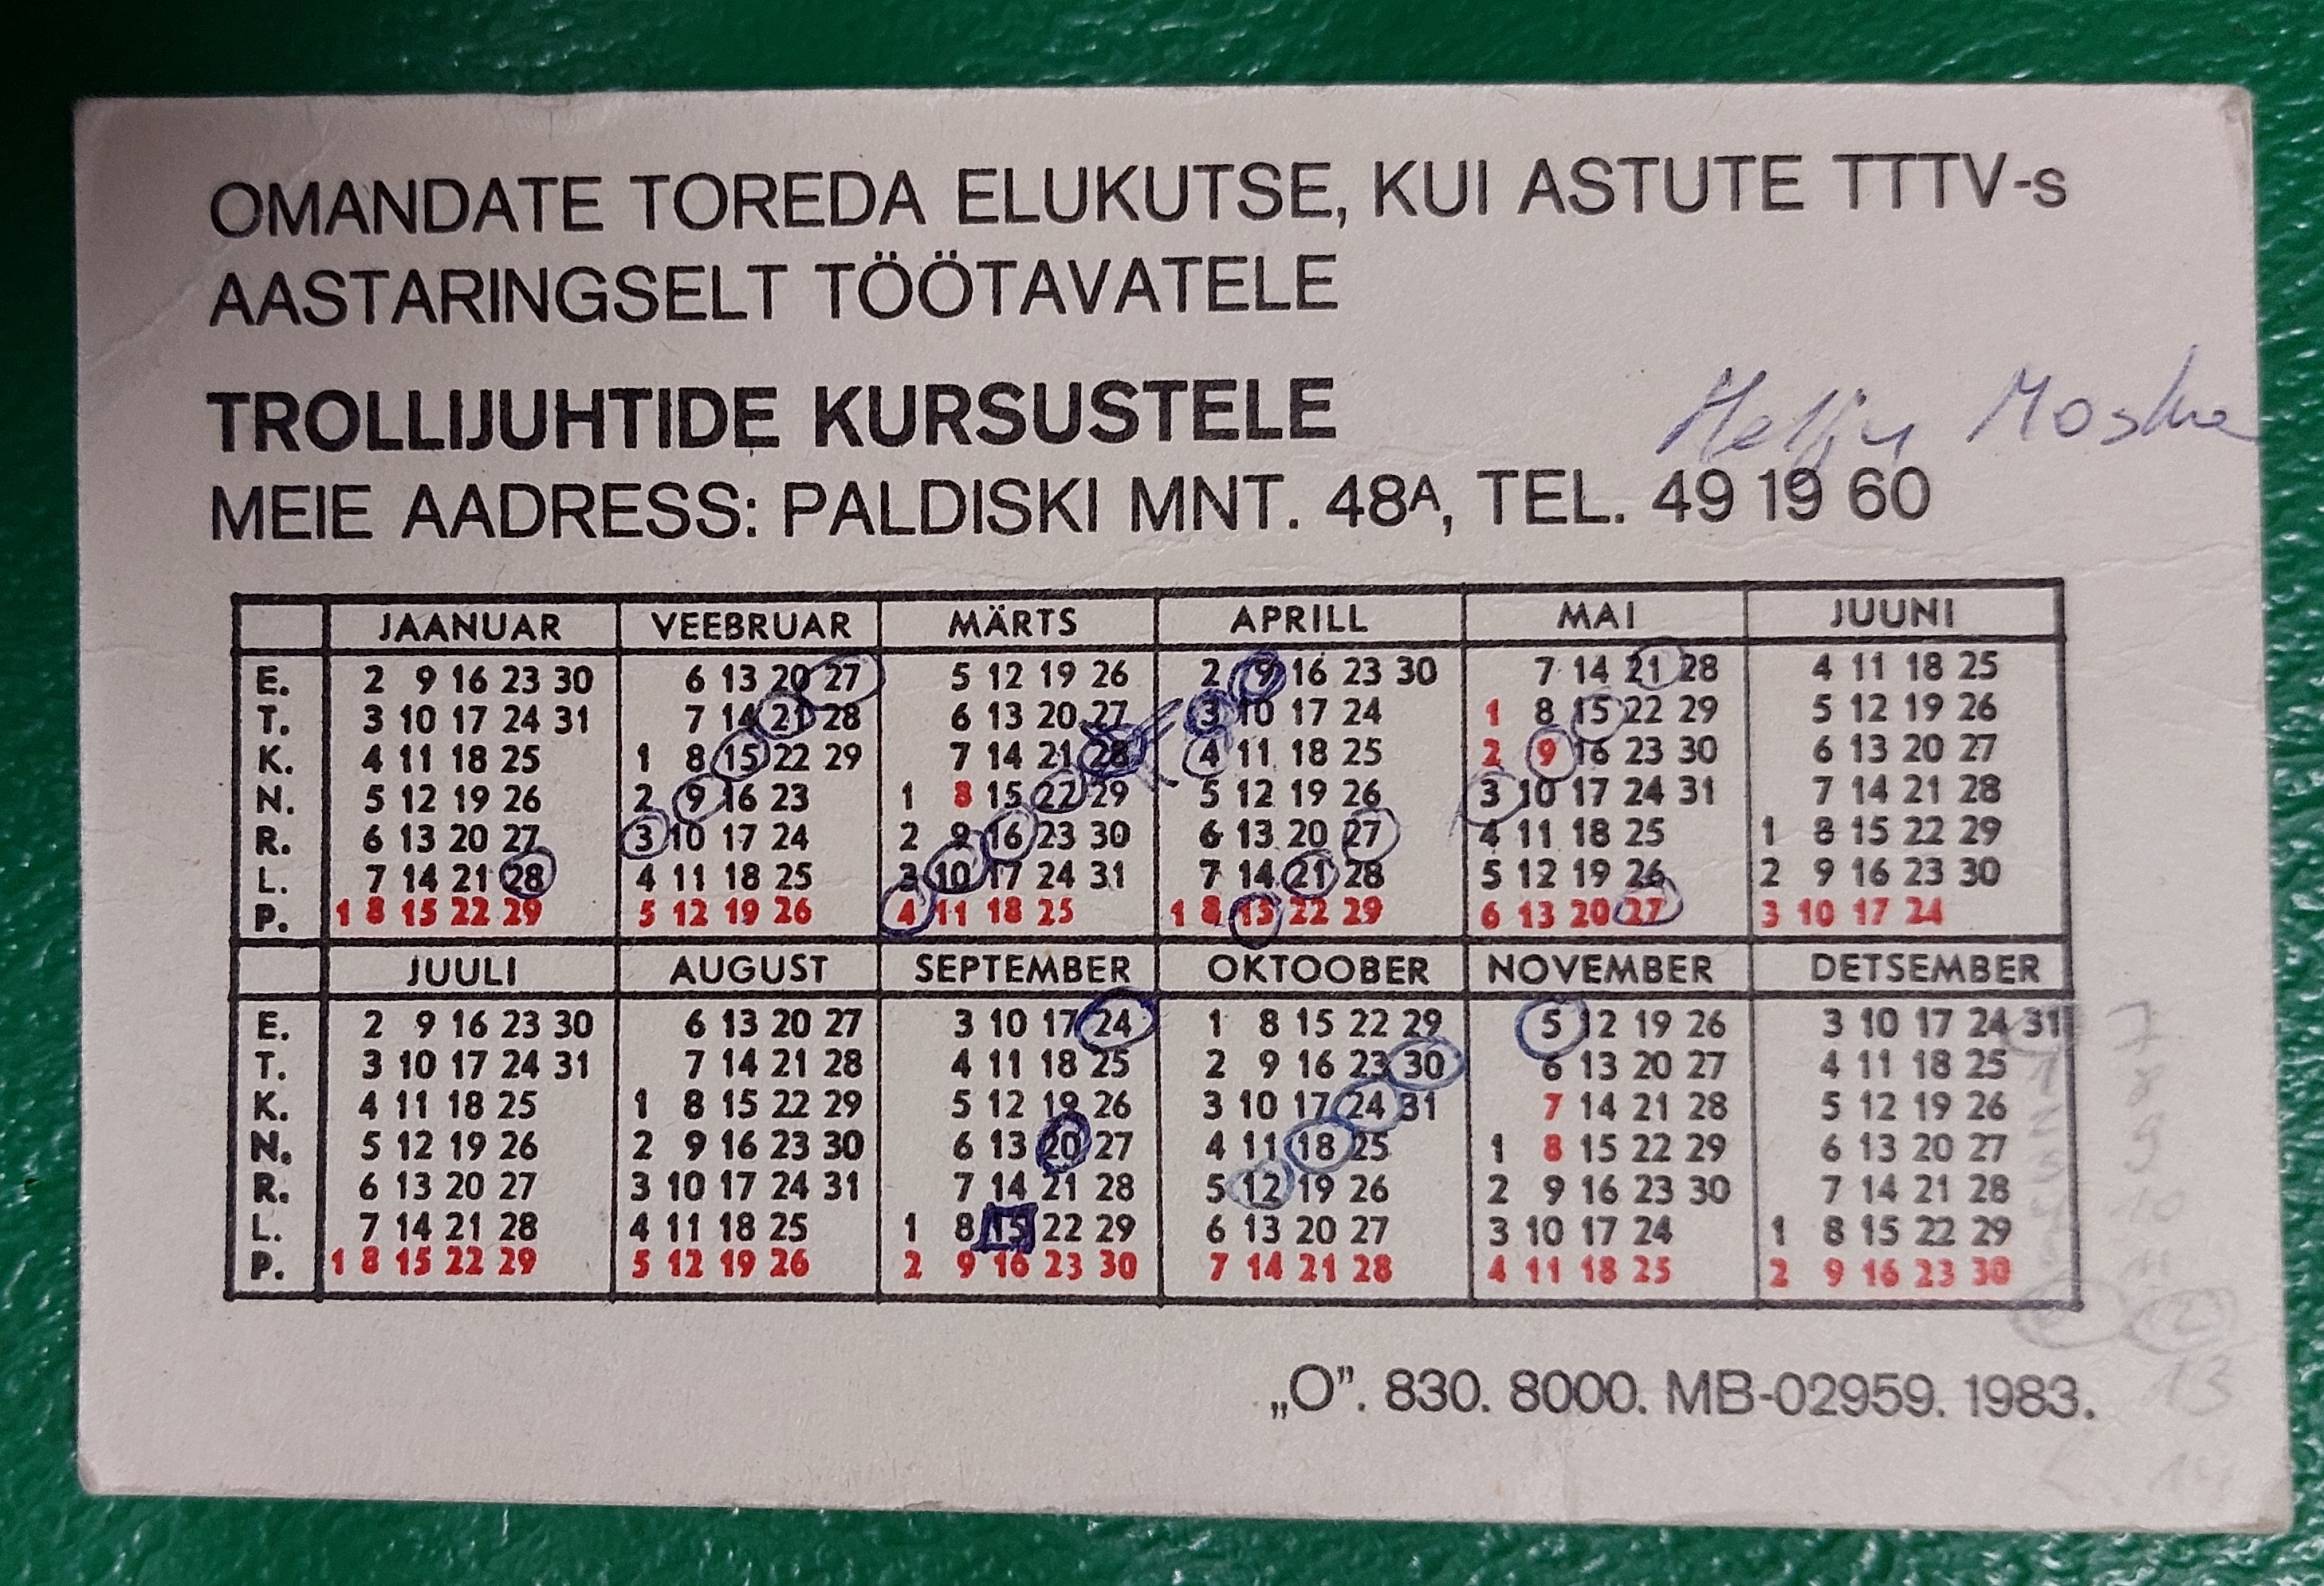 OMANDATE TOREDA ELUKUTSE, KUI ASTUTE TTTV-s
AASTARINGSELT TÖÖTAVATELE
TROLLIJUHTIDE KURSUSTELE
Helju
MEIE AADRESS: PALDISKI MNT. 48A, TEL. 49 19 60
JAANUAR VEEBRUAR MÄRTS APRILL MAI JUUNI
E. 2 9 16 23 30 6 13 20 27 5 12 19 26 2 9 16 23 30 7 14 21 28 4 11 18 25
T. 3 10 17 24 31 7 14 21 28 6 13 20 27 3 10 17 24 1 8 15 22 29 5 12 19 26
K. 4 11 18 25 1 8 15 22 29 7 14 21 28 4 11 18 25 2 9 16 23 30 6 13 20 27
N. 5 12 19 26 2 9 16 23 1 8 15 22 29 5 12 19 26 3 10 17 24 31 7 14 21 28
R. 6 13 20 27 3 10 17 24 2 9 16 23 30 6 13 20 27 4 11 18 25 1 8 15 22 29
L. 7 14 21 28 4 11 18 25 3 10 17 24 31 7 14 21 28 5 12 19 26 2 9 16 23 30
P. 1 8 15 22 29 5 12 19 26 4 11 18 25 1 8 15 22 29 6 13 20 27 3 10 17 24
JUULI AUGUST SEPTEMBER OKTOOBER NOVEMBER DETSEMBER
E. 2 9 16 23 30 6 13 20 27 3 10 17 24 1 8 15 22 29 5 12 19 26 3 10 17 24 31 7
T. 3 10 17 24 31 7 14 21 28 4 11 18 25 2 9 16 23 30 6 13 20 27 4 11 18 25 1 8
K. 4 11 18 25 1 8 15 22 29 5 12 19 26 3 10 17 24 31 7 14 21 28 5 12 19 26 2 9
N. 5 12 19 26 2 9 16 23 30 6 13 20 27 4 11 18 25 1 8 15 22 29 6 13 20 27 3
R. 6 13 20 27 3 10 17 24 31 7 14 21 28 5 12 19 26 2 9 16 23 30 7 14 21 28 4 10
L. 7 14 21 28 4 11 18 25 1 8 15 22 29 6 13 20 27 3 10 17 24 1 8 15 22 29 11
P. 1 8 15 22 29 5 12 19 26 2 9 16 23 30 7 14 21 28 4 11 18 25 2 9 16 23 30
12
„O”. 830. 8000. MB-02959. 1983.
13
14